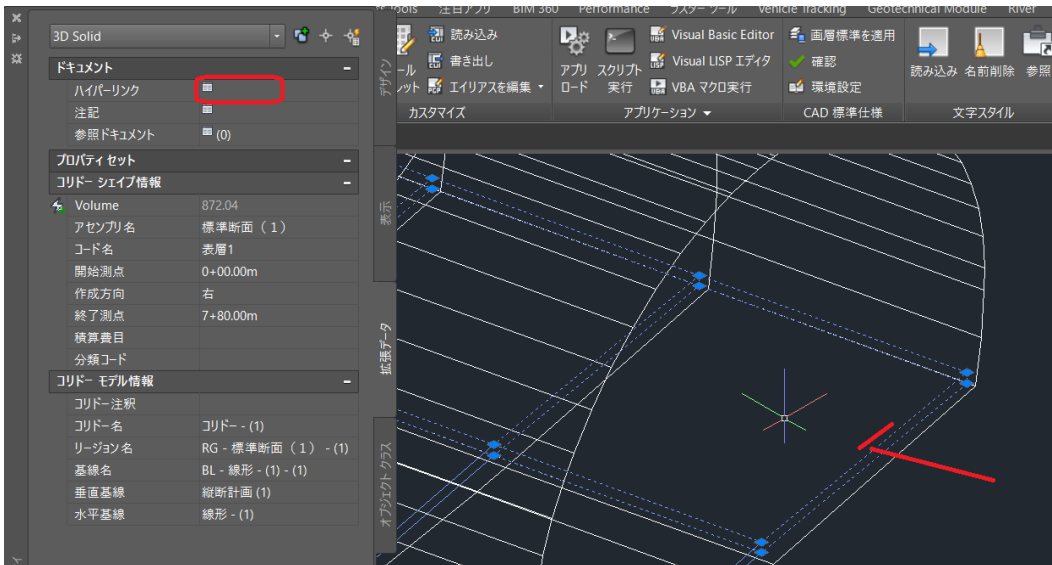 3D Solid
ドキュメント
ハイパーリンク
注記
参照ドキュメント (0)
プロパティ セット
コリドー シェイプ情報
Volume 872.04
アセンブリ名 標準断面（1）
コード名 表層1
開始測点 0+00.00m
作成方向 右
終了測点 7+80.00m
積算費目
分類コード
コリドー モデル情報
コリドー注釈
コリドー名 コリドー - (1)
リージョン名 RG - 標準断面（1） - (1)
基線名 BL - 線形 - (1) - (1)
垂直基線 縦断計画 (1)
水平基線 線形 - (1)
デザイン
表示
拡張データ
オブジェクト クラス
Tools 注目アプリ BIM 360 Performance ラスター ツール Vehicle Tracking Geotechnical Module River
読み込み
書き出し
エイリアスを編集
カスタマイズ
アプリ ロード
スクリプト 実行
Visual Basic Editor
Visual LISP エディタ
VBA マクロ実行
アプリケーション
画層標準を適用
確認
環境設定
CAD 標準仕様
読み込み 名前削除 参照
文字スタイル